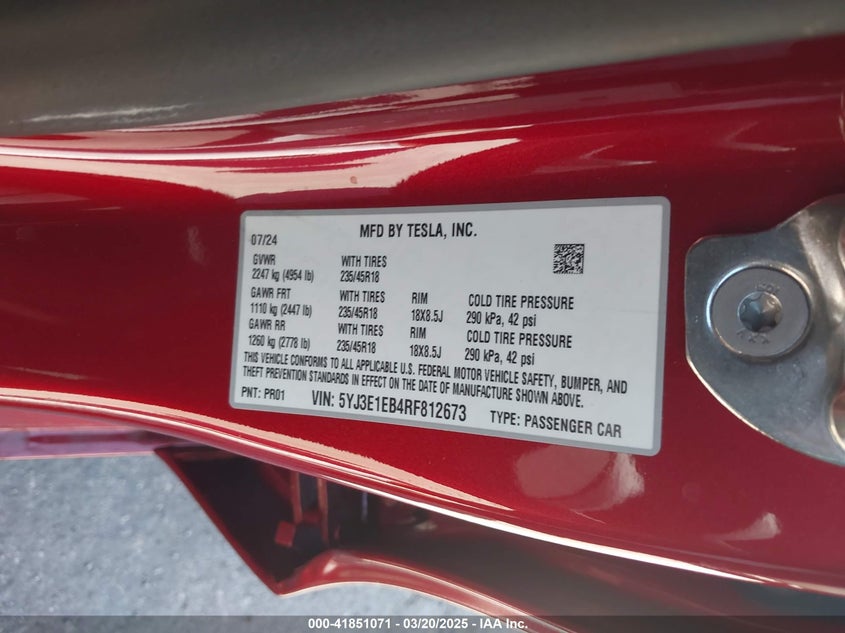 MFD BY TESLA, INC.
07/24
GVWR WITH TIRES
2247 kg (4954 lb) 235/45R18
GAWR FRT WITH TIRES RIM COLD TIRE PRESSURE
1110 kg (2447 lb) 235/45R18 18X8.5J 290 kPa, 42 psi
GAWR RR WITH TIRES RIM COLD TIRE PRESSURE
1260 kg (2778 lb) 235/45R18 18X8.5J 290 kPa, 42 psi
THIS VEHICLE CONFORMS TO ALL APPLICABLE U.S. FEDERAL MOTOR VEHICLE SAFETY, BUMPER, AND
THEFT PREVENTION STANDARDS IN EFFECT ON THE DATE OF MANUFACTURE SHOWN ABOVE.
PNT: PR01 VIN: 5YJ3E1EB4RF812673 TYPE: PASSENGER CAR
000-41851071 - 03/20/2025 - © IAA Inc.